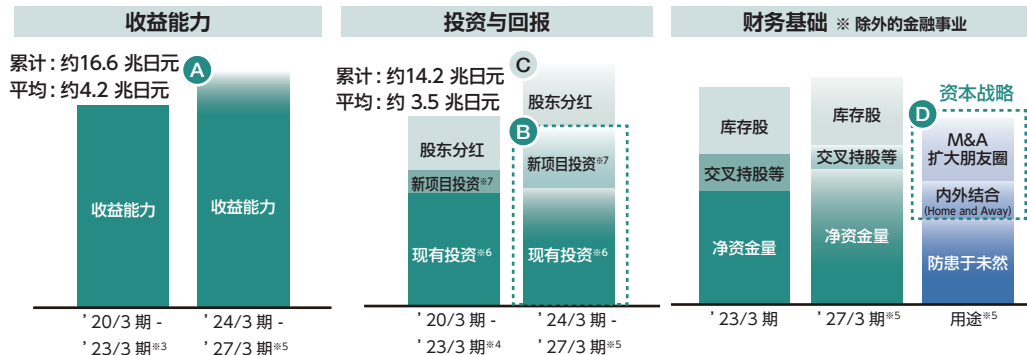 收益能力
累计：约16.6 兆日元
平均：约4.2 兆日元
A
收益能力
收益能力
’20/3 期 -
’23/3 期※3
’24/3 期 -
’27/3 期※5
投资与回报
累计：约14.2 兆日元
平均：约 3.5 兆日元
C
股东分红
B
股东分红
新项目投资※7
新项目投资※7
现有投资※6
现有投资※6
’20/3 期 -
’23/3 期※4
’24/3 期 -
’27/3 期※5
财务基础 ※ 除外的金融事业
资本战略
D
库存股
交叉持股等
净资金量
库存股
交叉持股等
净资金量
M&A
扩大朋友圈
内外结合
(Home and Away)
防患于未然
’23/3 期
’27/3 期※5
用途※5